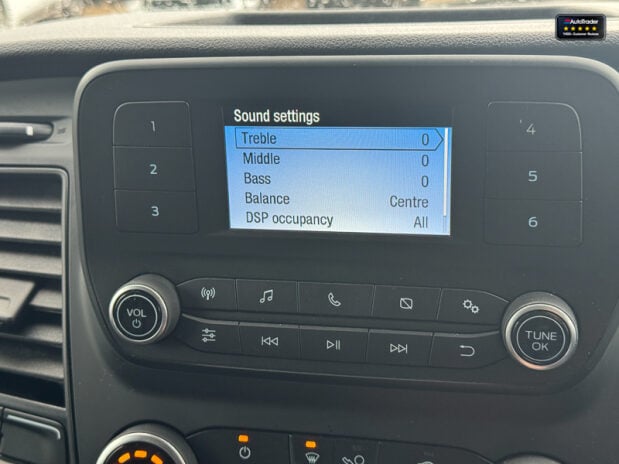 AutoTrader
Sound settings
Treble 0
Middle 0
Bass 0
Balance Centre
DSP occupancy All
1
2
3
4
5
6
VOL
TUNE
OK